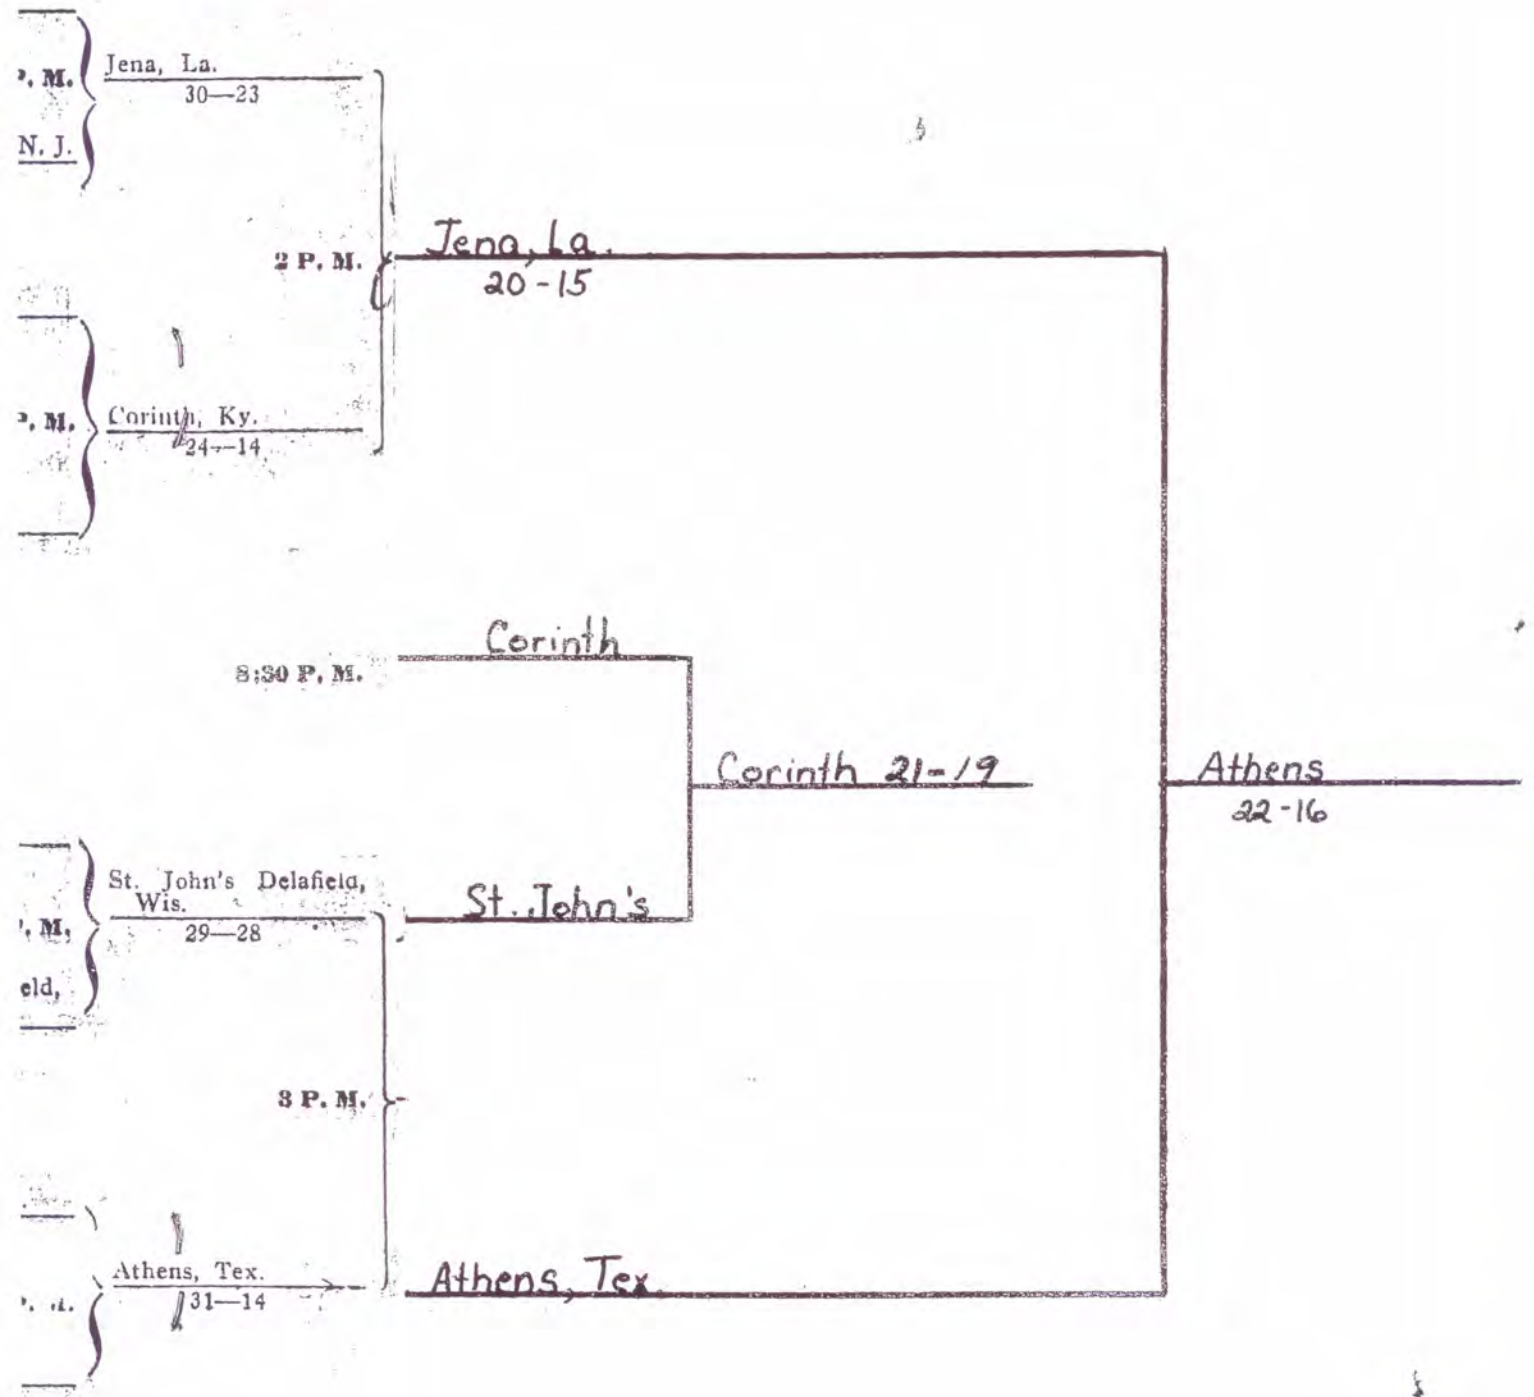 P. M.
Jena, La.
30—23
N. J.
2 P. M.
Jena, La.
20-15
P. M.
Corinth, Ky.
24—14
Corinth
8:30 P. M.
Corinth 21-19
Athens
22-16
St. John's Delafield,
Wis.
29—28
St. John's
P. M.
eld,
3 P. M.
Athens, Tex.
31—14
Athens, Tex.